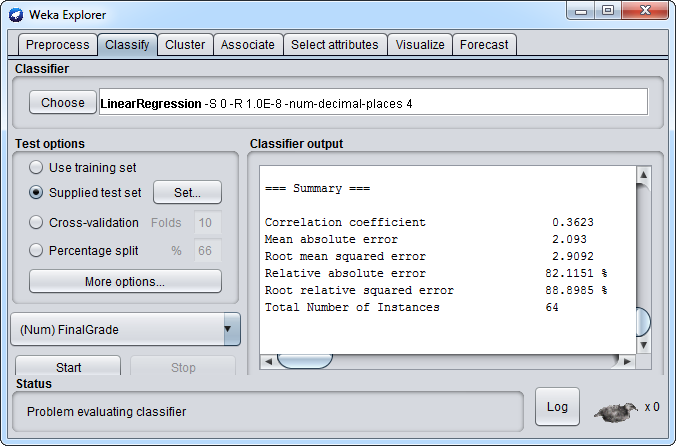 Weka Explorer
Preprocess Classify Cluster Associate Select attributes Visualize Forecast
Classifier
Choose LinearRegression -S 0 -R 1.0E-8 -num-decimal-places 4
Test options
Use training set
Supplied test set Set...
Cross-validation Folds 10
Percentage split % 66
More options...
(Num) FinalGrade
Start Stop
Classifier output
=== Summary ===
Correlation coefficient 0.3623
Mean absolute error 2.093
Root mean squared error 2.9092
Relative absolute error 82.1151 %
Root relative squared error 88.8985 %
Total Number of Instances 64
Status
Problem evaluating classifier
Log x 0